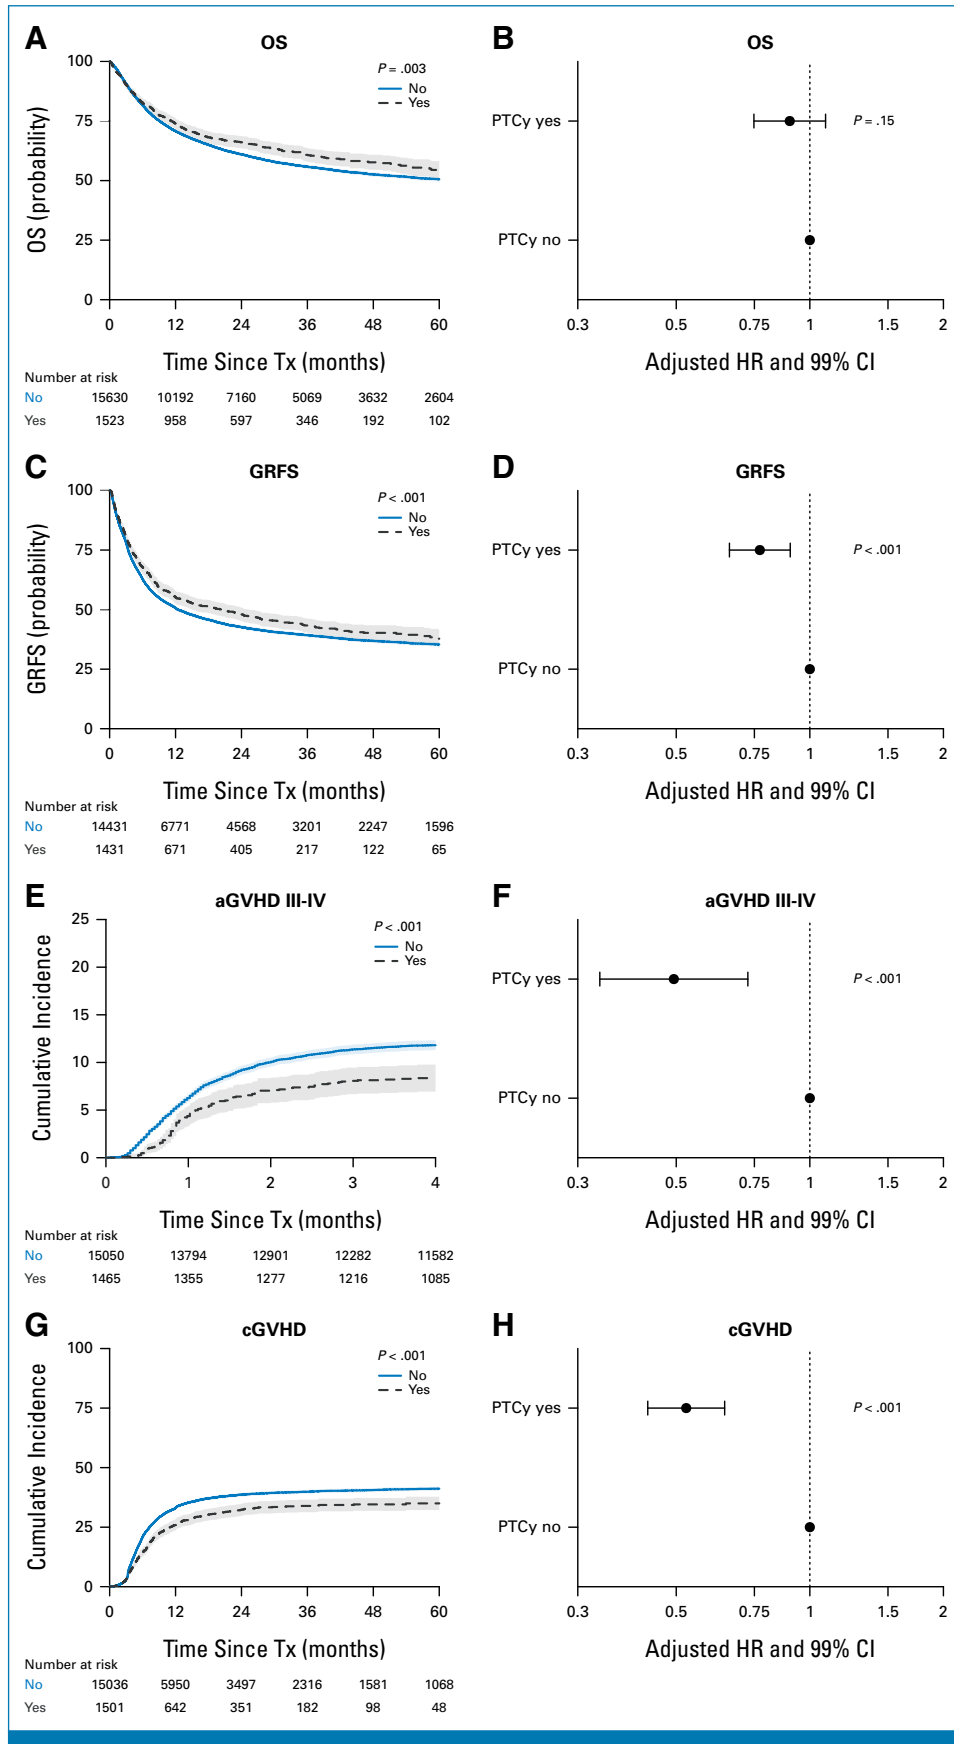 A
OS
100
75
50
25
0
OS (probability)
P = .003
No
Yes
0 12 24 36 48 60
Time Since Tx (months)
Number at risk
No 15630 10192 7160 5069 3632 2604
Yes 1523 958 597 346 192 102
B
OS
PTCy yes
P = .15
PTCy no
0.3 0.5 0.75 1 1.5 2
Adjusted HR and 99% CI
C
GRFS
100
75
50
25
0
GRFS (probability)
P < .001
No
Yes
0 12 24 36 48 60
Time Since Tx (months)
Number at risk
No 14431 6771 4568 3201 2247 1596
Yes 1431 671 405 217 122 65
D
GRFS
PTCy yes
P < .001
PTCy no
0.3 0.5 0.75 1 1.5 2
Adjusted HR and 99% CI
E
aGVHD III-IV
25
20
15
10
5
0
Cumulative Incidence
P < .001
No
Yes
0 1 2 3 4
Time Since Tx (months)
Number at risk
No 15050 13794 12901 12282 11582
Yes 1465 1355 1277 1216 1085
F
aGVHD III-IV
PTCy yes
P < .001
PTCy no
0.3 0.5 0.75 1 1.5 2
Adjusted HR and 99% CI
G
cGVHD
100
75
50
25
0
Cumulative Incidence
P < .001
No
Yes
0 12 24 36 48 60
Time Since Tx (months)
Number at risk
No 15036 5950 3497 2316 1581 1068
Yes 1501 642 351 182 98 48
H
cGVHD
PTCy yes
P < .001
PTCy no
0.3 0.5 0.75 1 1.5 2
Adjusted HR and 99% CI